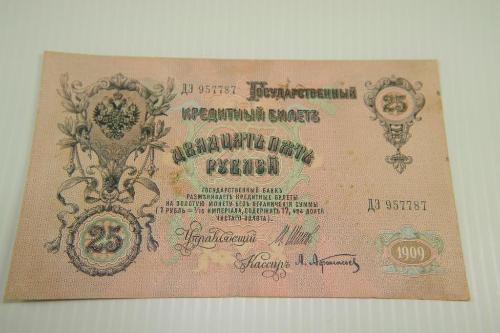 ДЭ 957787
Государственный
25
кредитный билетъ
Двадцать пять
рублей
Государственный банкъ
размѣниваетъ кредитные билеты
на золотую монету безъ ограниченія суммы
(1 рубль = 1/15 имперіала, содержитъ 17,424 долей
чистаго золота).
ДЭ 957787
Управляющій
25
Кассиръ
1909